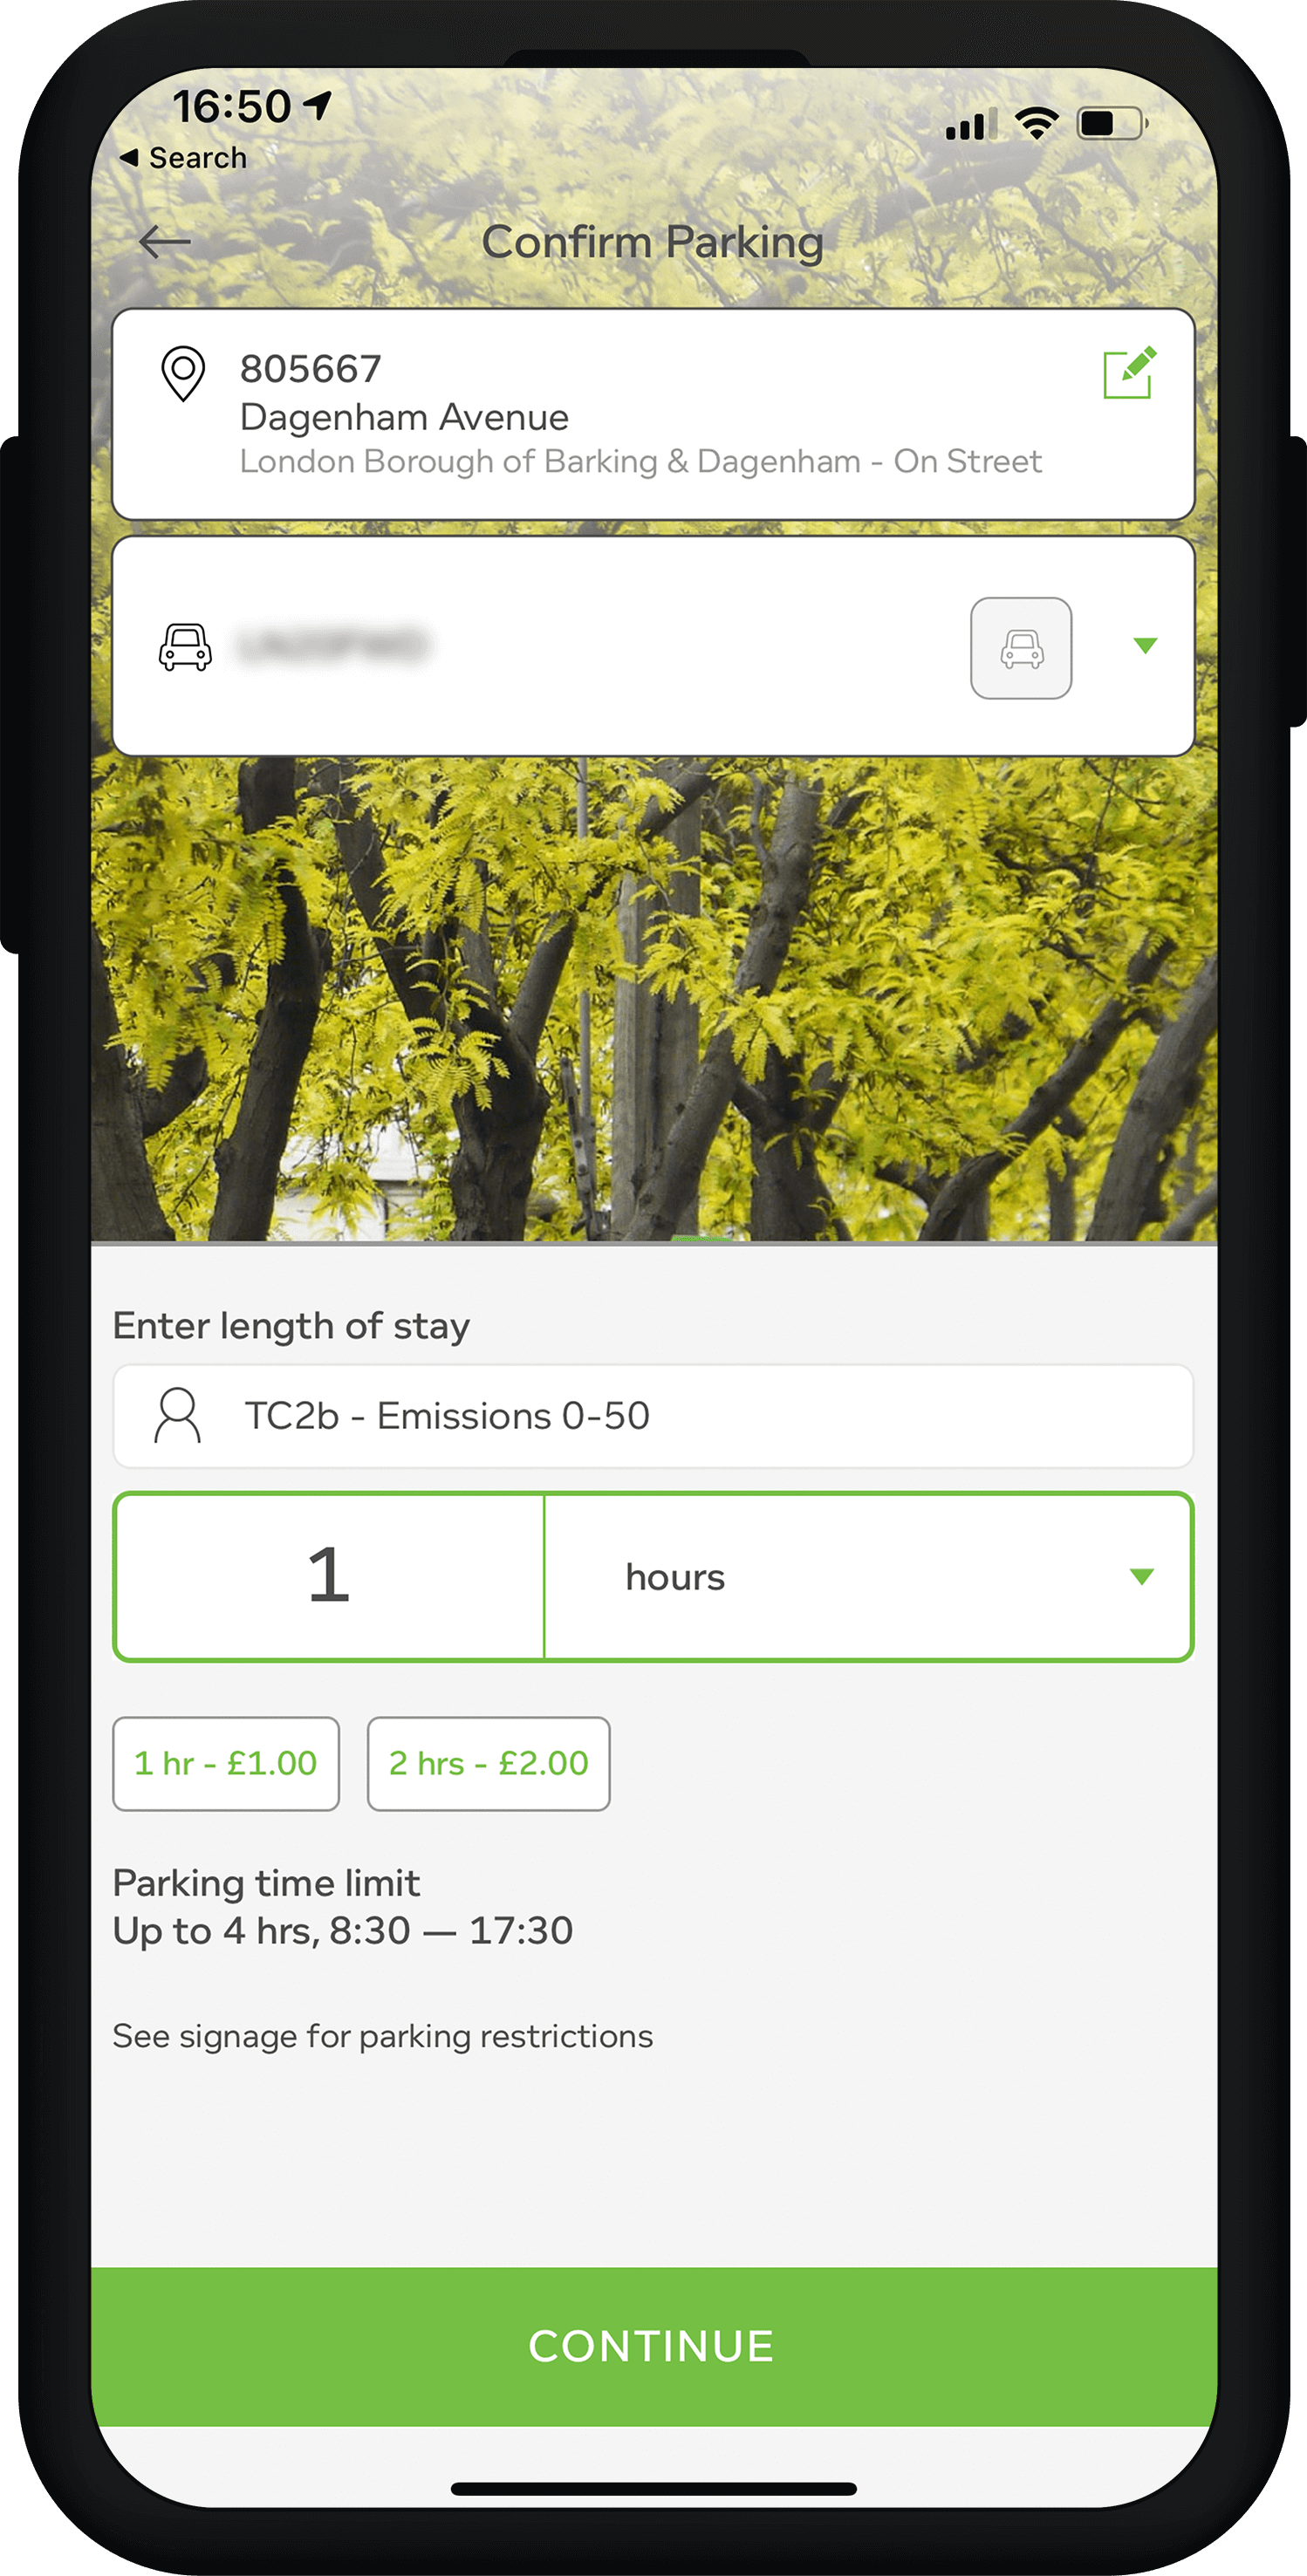 16:50
Search
Confirm Parking
805667
Dagenham Avenue
London Borough of Barking & Dagenham - On Street
Enter length of stay
TC2b - Emissions 0-50
1 hours
1 hr - £1.00 2 hrs - £2.00
Parking time limit
Up to 4 hrs, 8:30 — 17:30
See signage for parking restrictions
CONTINUE